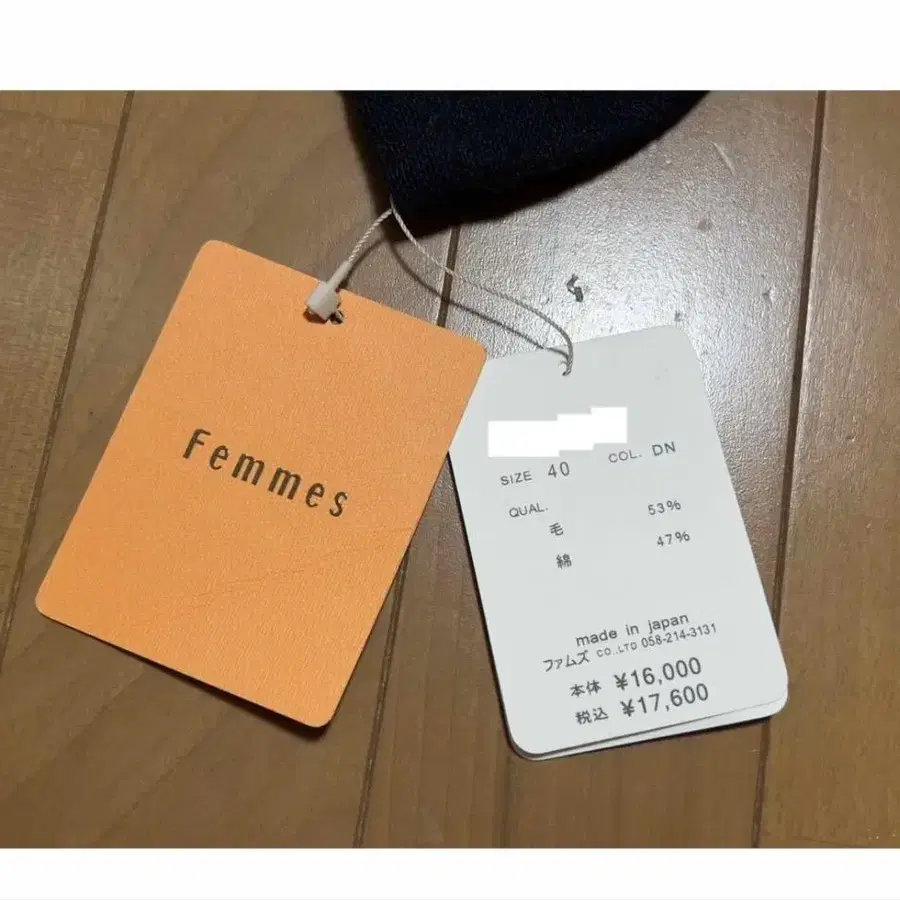 Femmes
SIZE 40 COL. DN
QUAL.
毛 53%
綿 47%
made in japan
ファムズ CO.,LTD 058-214-3131
本体 ¥16,000
税込 ¥17,600